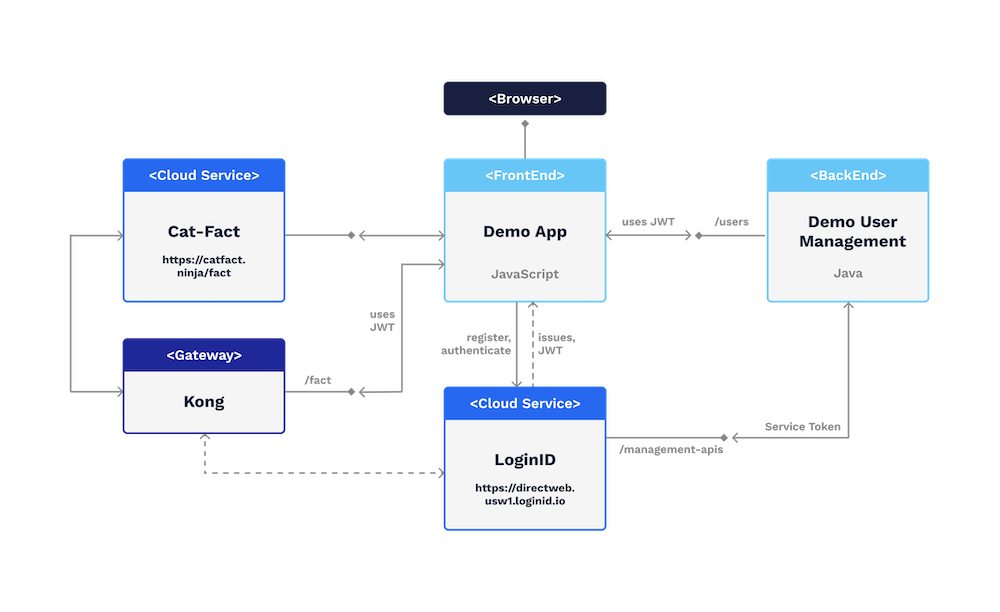 <Browser>
<Cloud Service>
Cat-Fact
https://catfact.
ninja/fact
<FrontEnd>
Demo App
JavaScript
uses JWT
/users
<BackEnd>
Demo User
Management
Java
uses
JWT
register,
authenticate
issues,
JWT
<Gateway>
Kong
/fact
<Cloud Service>
LoginID
https://directweb.
usw1.loginid.io
Service Token
/management-apis